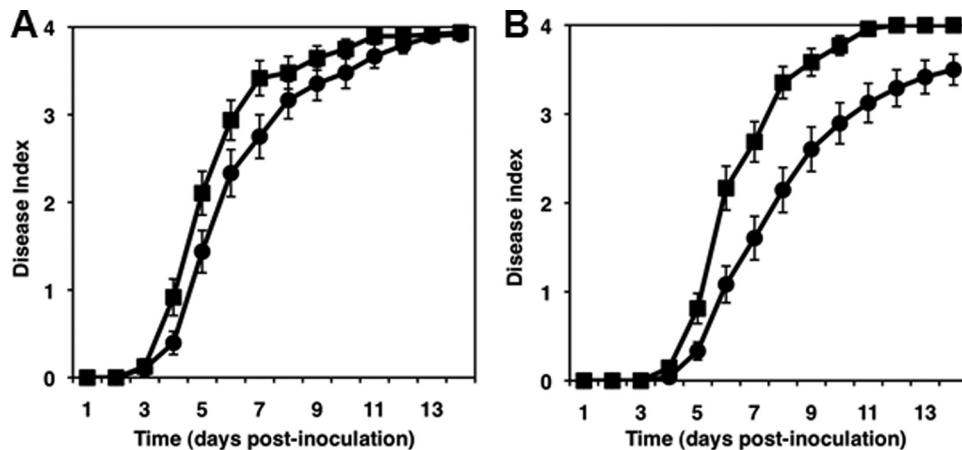 A
4
3
2
1
0
Disease Index
1 3 5 7 9 11 13
Time (days post-inoculation)
B
4
3
2
1
0
Disease index
1 3 5 7 9 11 13
Time (days post-inoculation)